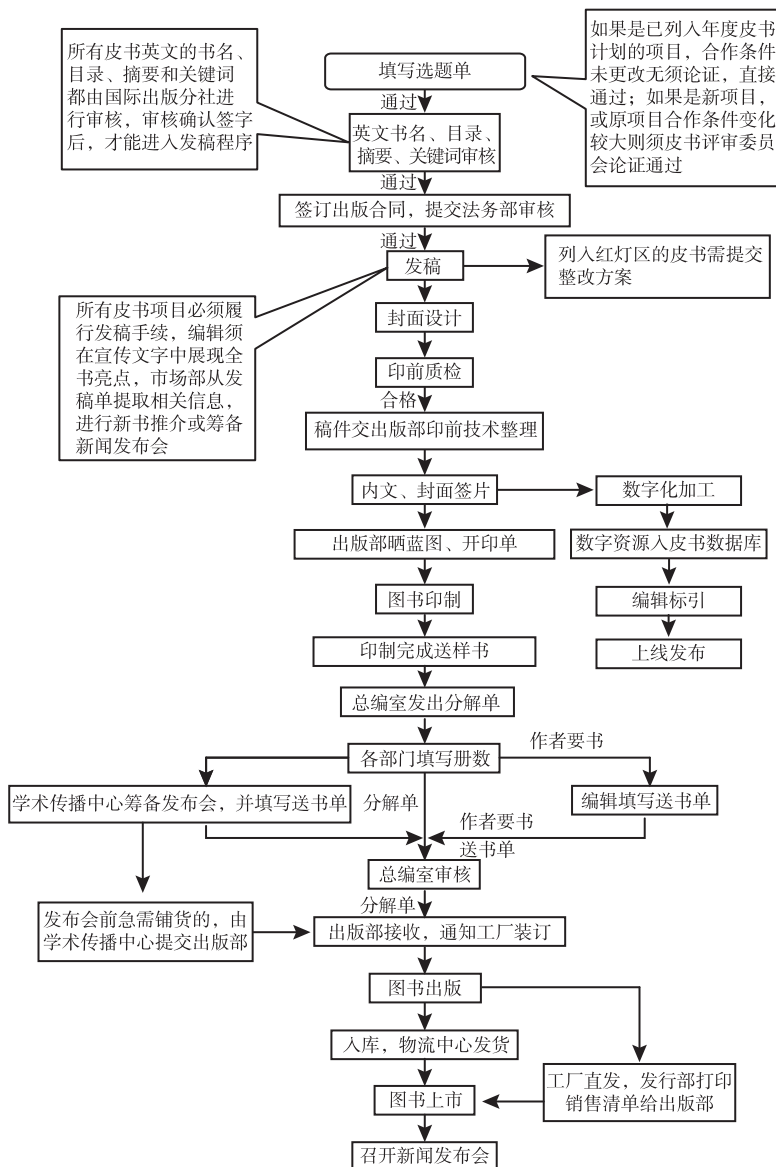 所有皮书英文的书名、
目录、摘要和关键词
都由国际出版分社进
行审核，审核确认签字
后，才能进入发稿程序
填写选题单
如果是已列入年度皮书
计划的项目，合作条件
未更改无须论证，直接
通过；如果是新项目，
或原项目合作条件变化
较大则须皮书评审委员
会论证通过
通过
英文书名、目录、
摘要、关键词审核
通过
签订出版合同，提交法务部审核
通过
发稿
列入红灯区的皮书需提交
整改方案
所有皮书项目必须履
行发稿手续，编辑须
在宣传文字中展现全
书亮点，市场部从发
稿单提取相关信息，
进行新书推介或筹备
新闻发布会
封面设计
印前质检
合格
稿件交出版部印前技术整理
内文、封面签片
数字化加工
出版部晒蓝图、开印单
数字资源入皮书数据库
图书印制
编辑标引
印制完成送样书
上线发布
总编室发出分解单
各部门填写册数
作者要书
学术传播中心筹备发布会，并填写送书单
分解单
编辑填写送书单
作者要书
送书单
总编室审核
分解单
发布会前急需铺货的，由
学术传播中心提交出版部
出版部接收，通知工厂装订
图书出版
入库，物流中心发货
工厂直发，发行部打印
销售清单给出版部
图书上市
召开新闻发布会